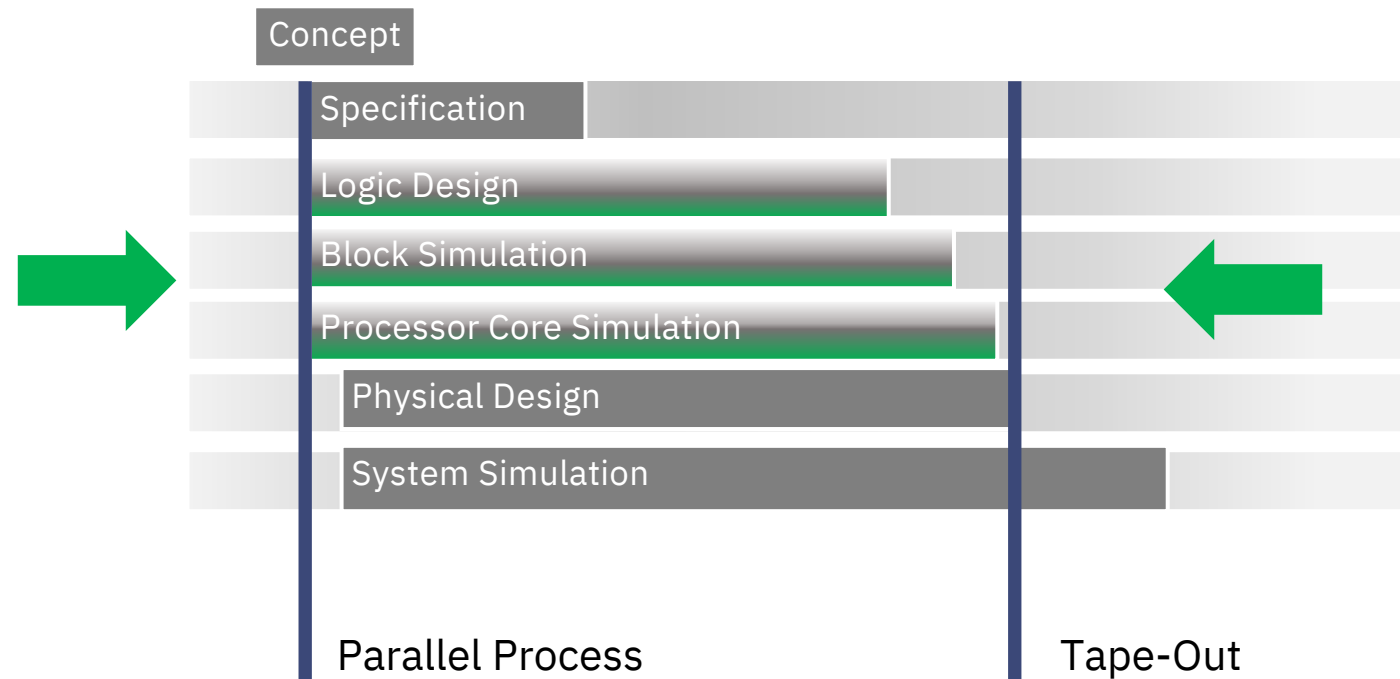 Concept
Specification
Logic Design
Block Simulation
Processor Core Simulation
Physical Design
System Simulation
Parallel Process
Tape-Out